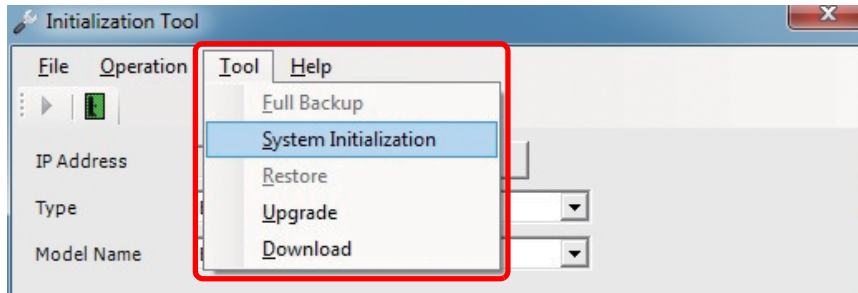 Initialization Tool
File Operation Tool Help
Full Backup
System Initialization
IP Address
Restore
Type
Upgrade
Model Name
Download